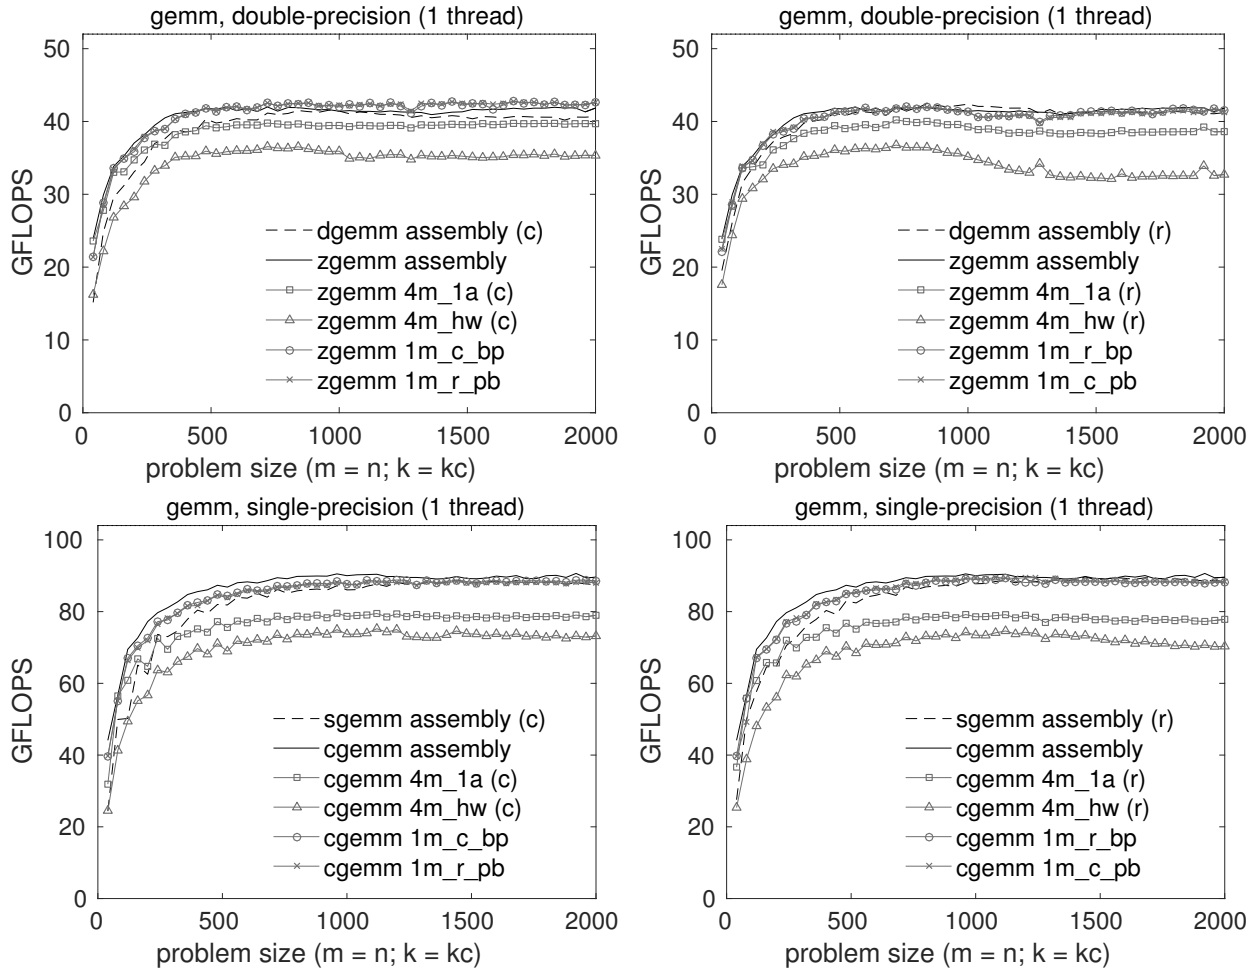 gemm, double-precision (1 thread)
50
40
30
20
10
0
GFLOPS
dgemm assembly (c)
zgemm assembly
zgemm 4m_1a (c)
zgemm 4m_hw (c)
zgemm 1m_c_bp
zgemm 1m_r_pb
0 500 1000 1500 2000
problem size (m = n; k = kc)
gemm, double-precision (1 thread)
50
40
30
20
10
0
GFLOPS
dgemm assembly (r)
zgemm assembly
zgemm 4m_1a (r)
zgemm 4m_hw (r)
zgemm 1m_r_bp
zgemm 1m_c_pb
0 500 1000 1500 2000
problem size (m = n; k = kc)
gemm, single-precision (1 thread)
100
80
60
40
20
0
GFLOPS
sgemm assembly (c)
cgemm assembly
cgemm 4m_1a (c)
cgemm 4m_hw (c)
cgemm 1m_c_bp
cgemm 1m_r_pb
0 500 1000 1500 2000
problem size (m = n; k = kc)
gemm, single-precision (1 thread)
100
80
60
40
20
0
GFLOPS
sgemm assembly (r)
cgemm assembly
cgemm 4m_1a (r)
cgemm 4m_hw (r)
cgemm 1m_r_bp
cgemm 1m_c_pb
0 500 1000 1500 2000
problem size (m = n; k = kc)